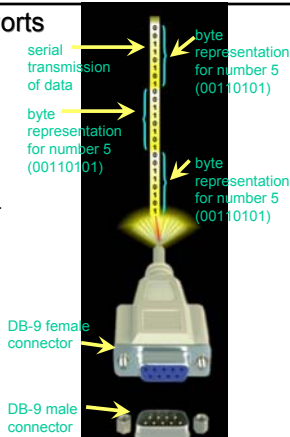 orts
serial
transmission
of data
byte
representation
for number 5
(00110101)
byte
representation
for number 5
(00110101)
byte
representation
for number 5
(00110101)
001101010011010100110101
DB-9 female
connector
DB-9 male
connector